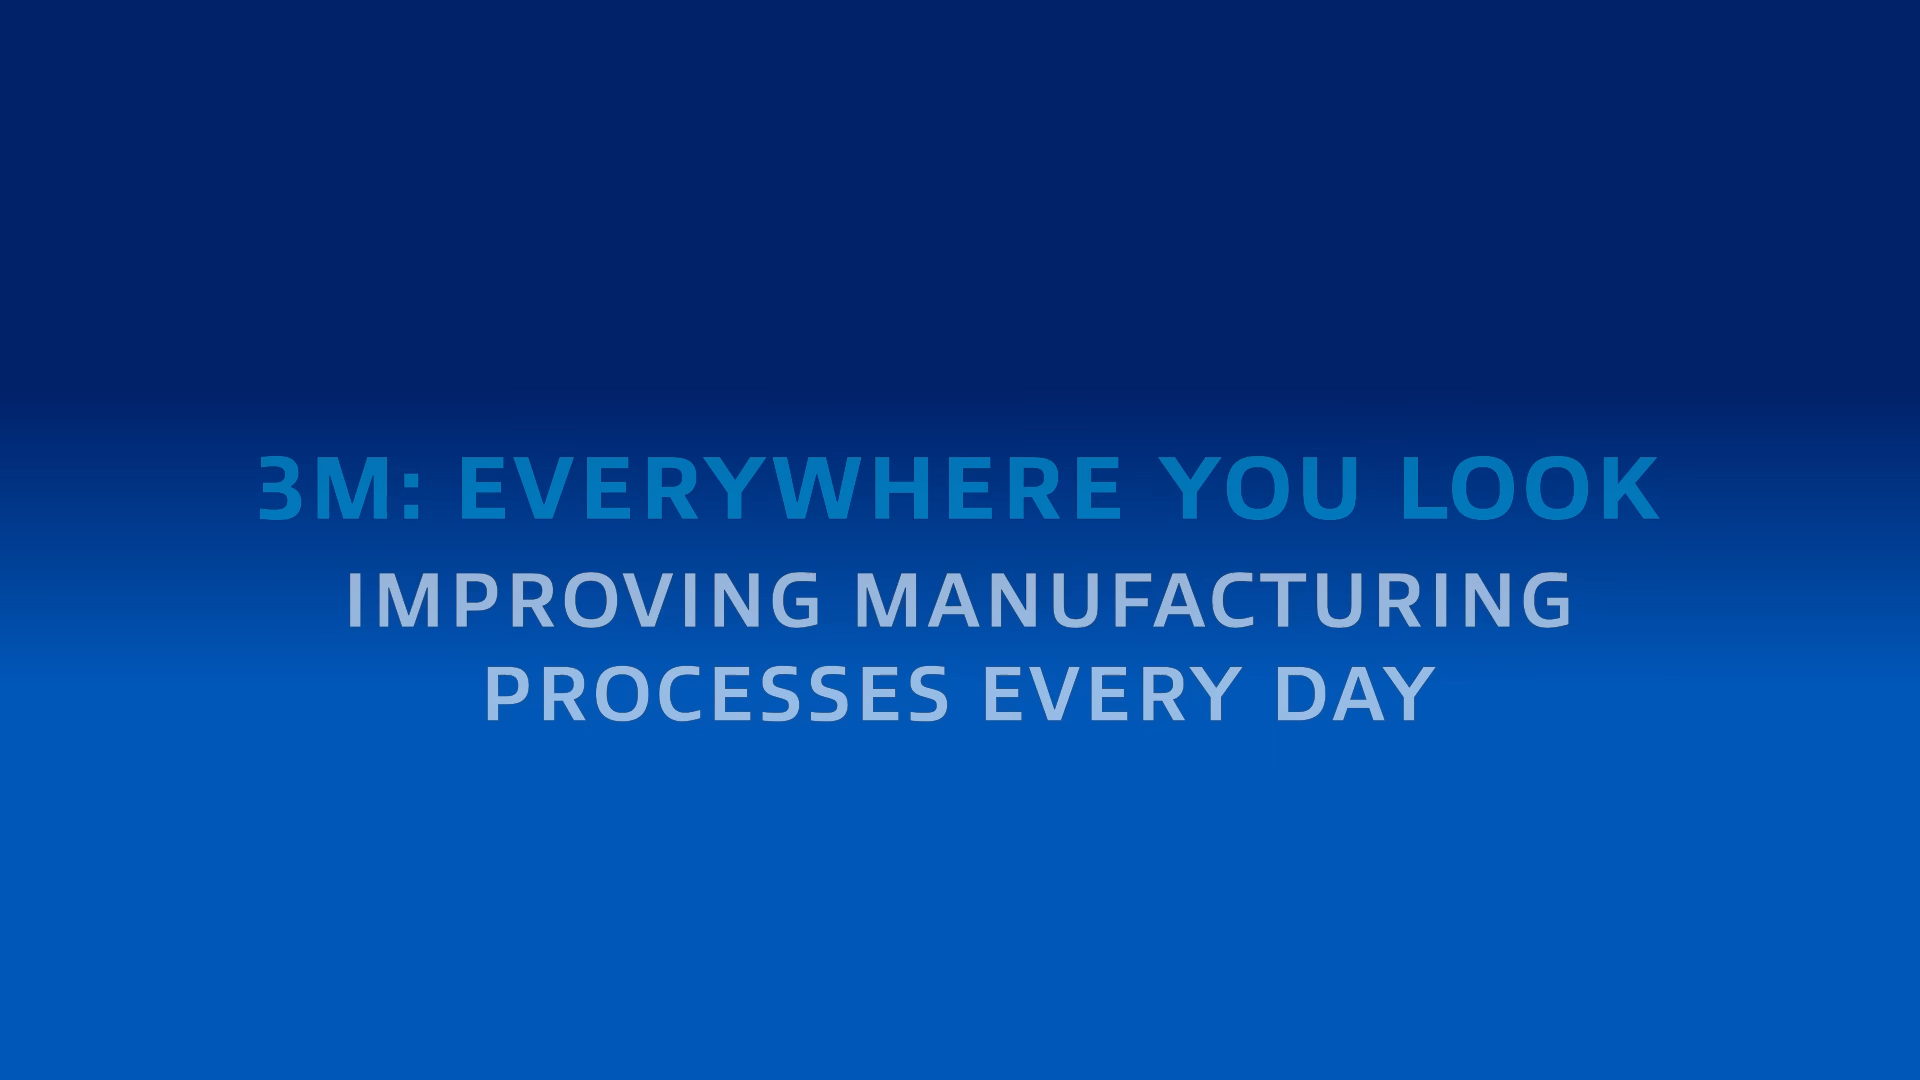 3M: EVERYWHERE YOU LOOK
IMPROVING MANUFACTURING
PROCESSES EVERY DAY